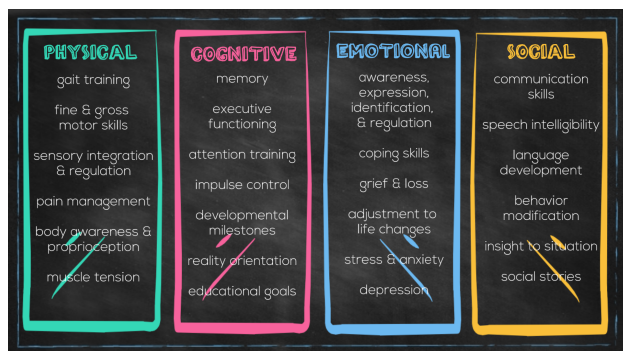 PHYSICAL
gait training
fine & gross
motor skills
sensory integration
& regulation
pain management
body awareness &
proprioception
muscle tension
COGNITIVE
memory
executive
functioning
attention training
impulse control
developmental
milestones
reality orientation
educational goals
EMOTIONAL
awareness,
expression,
identification,
& regulation
coping skills
grief & loss
adjustment to
life changes
stress & anxiety
depression
SOCIAL
communication
skills
speech intelligibility
language
development
behavior
modification
insight to situation
social stories